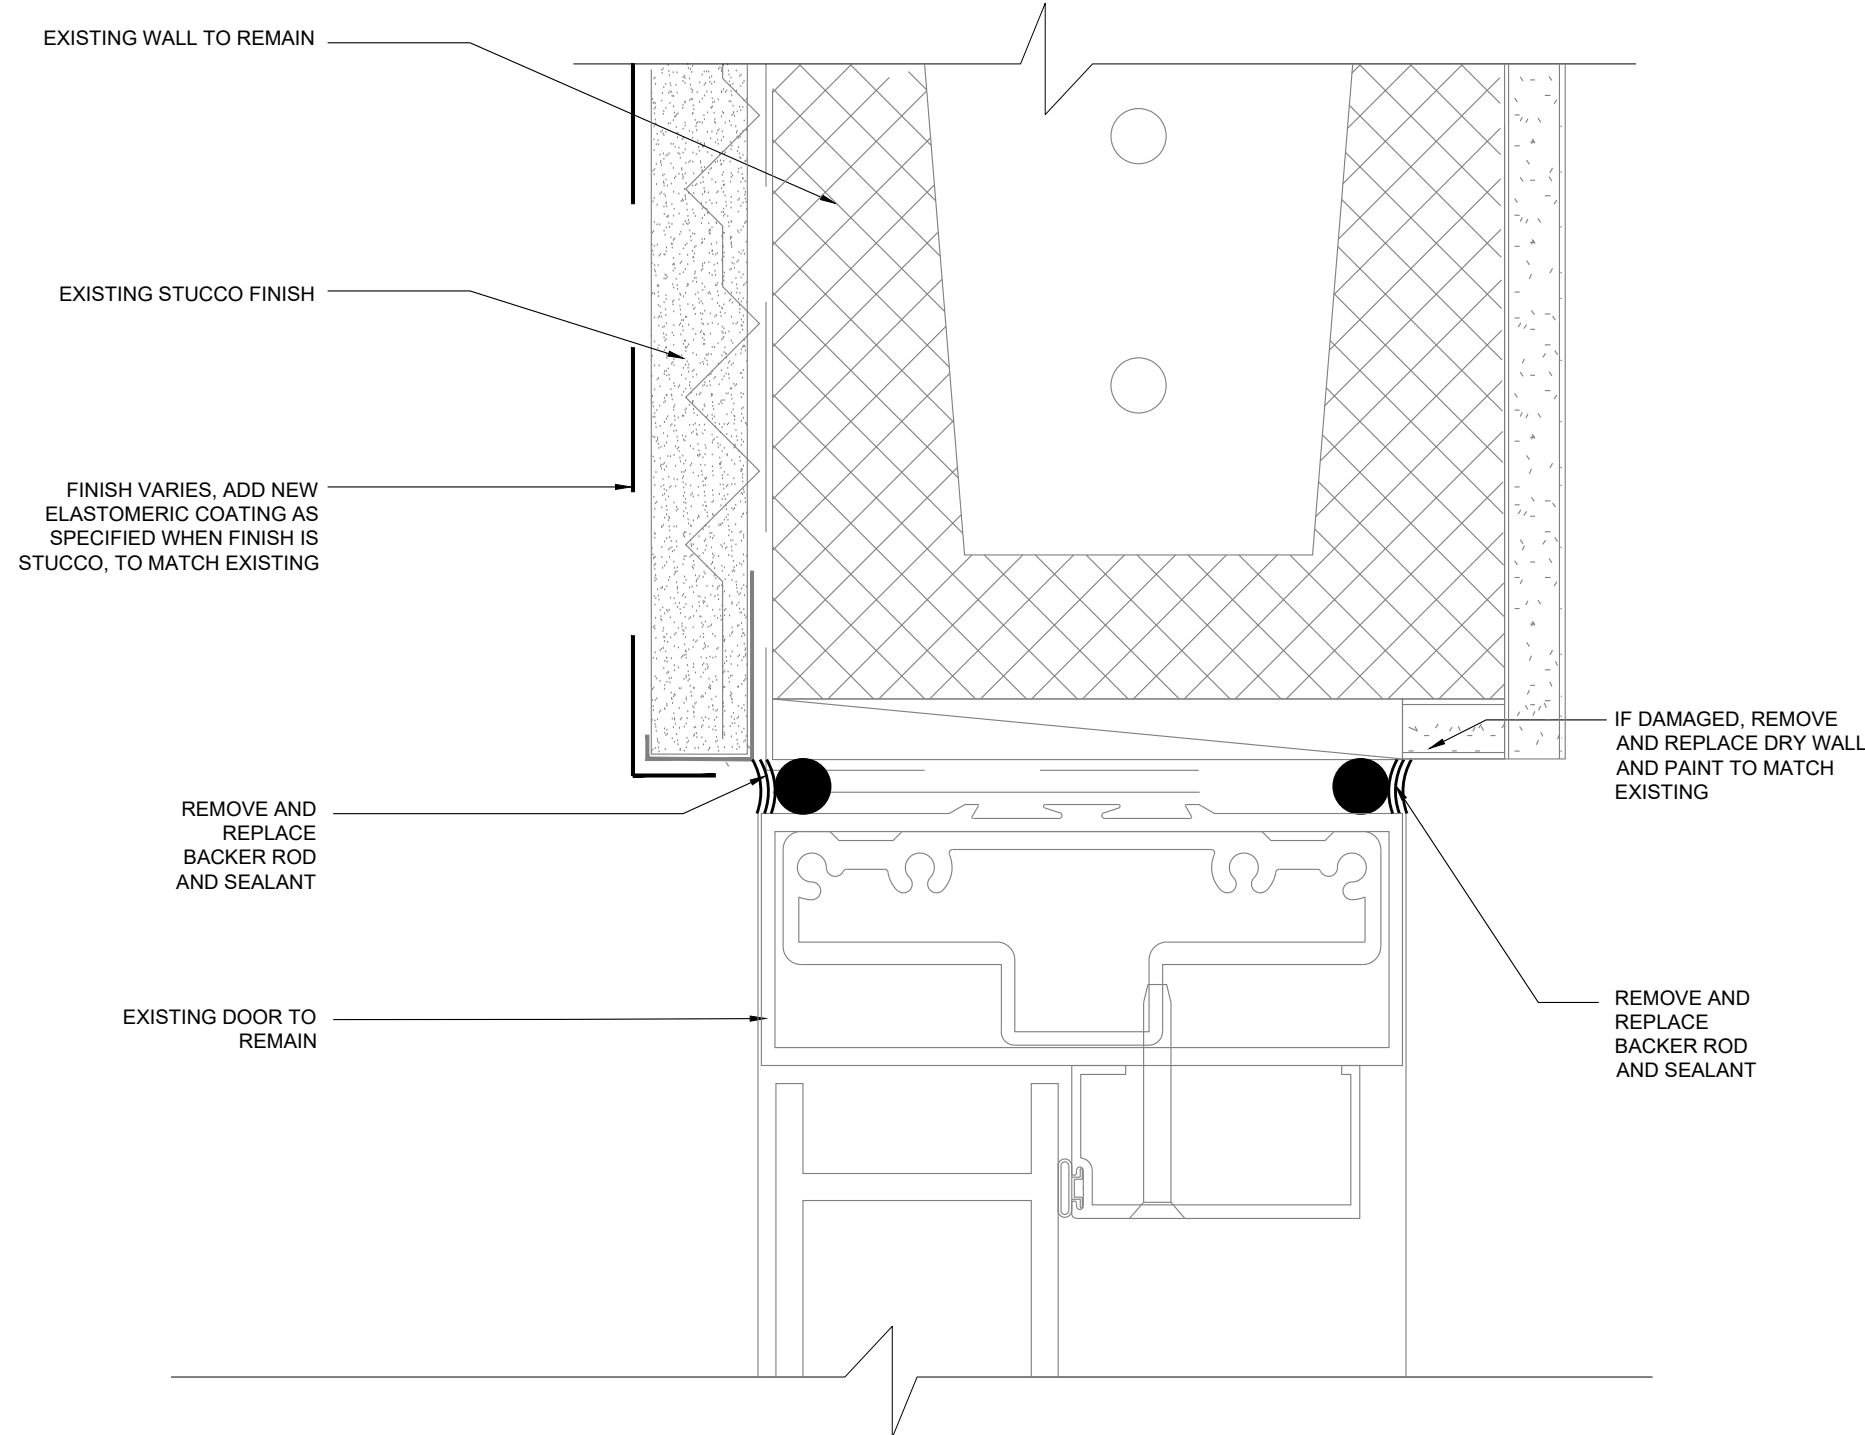 EXISTING WALL TO REMAIN
EXISTING STUCCO FINISH
FINISH VARIES, ADD NEW
ELASTOMERIC COATING AS
SPECIFIED WHEN FINISH IS
STUCCO, TO MATCH EXISTING
REMOVE AND
REPLACE
BACKER ROD
AND SEALANT
EXISTING DOOR TO
REMAIN
IF DAMAGED, REMOVE
AND REPLACE DRY WALL
AND PAINT TO MATCH
EXISTING
REMOVE AND
REPLACE
BACKER ROD
AND SEALANT